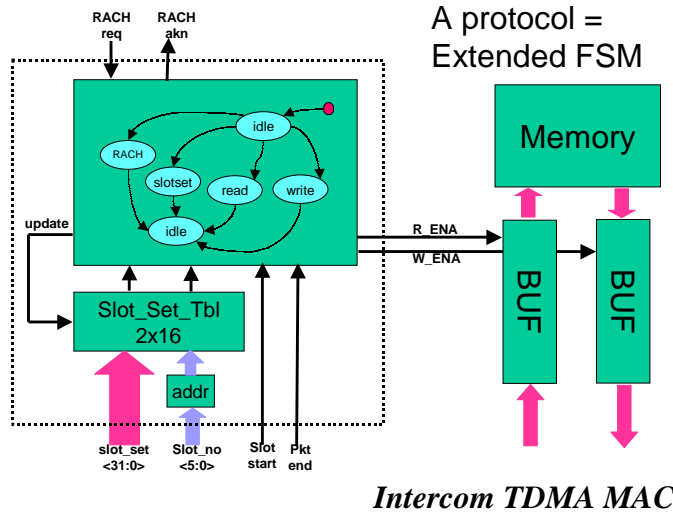 RACH
req
RACH
akn
A protocol =
Extended FSM
idle
RACH
slotset
read
write
idle
Memory
update
R_ENA
W_ENA
BUF
BUF
Slot_Set_Tbl
2x16
addr
slot_set
<31:0>
Slot_no
<5:0>
Slot
start
Pkt
end
Intercom TDMA MAC